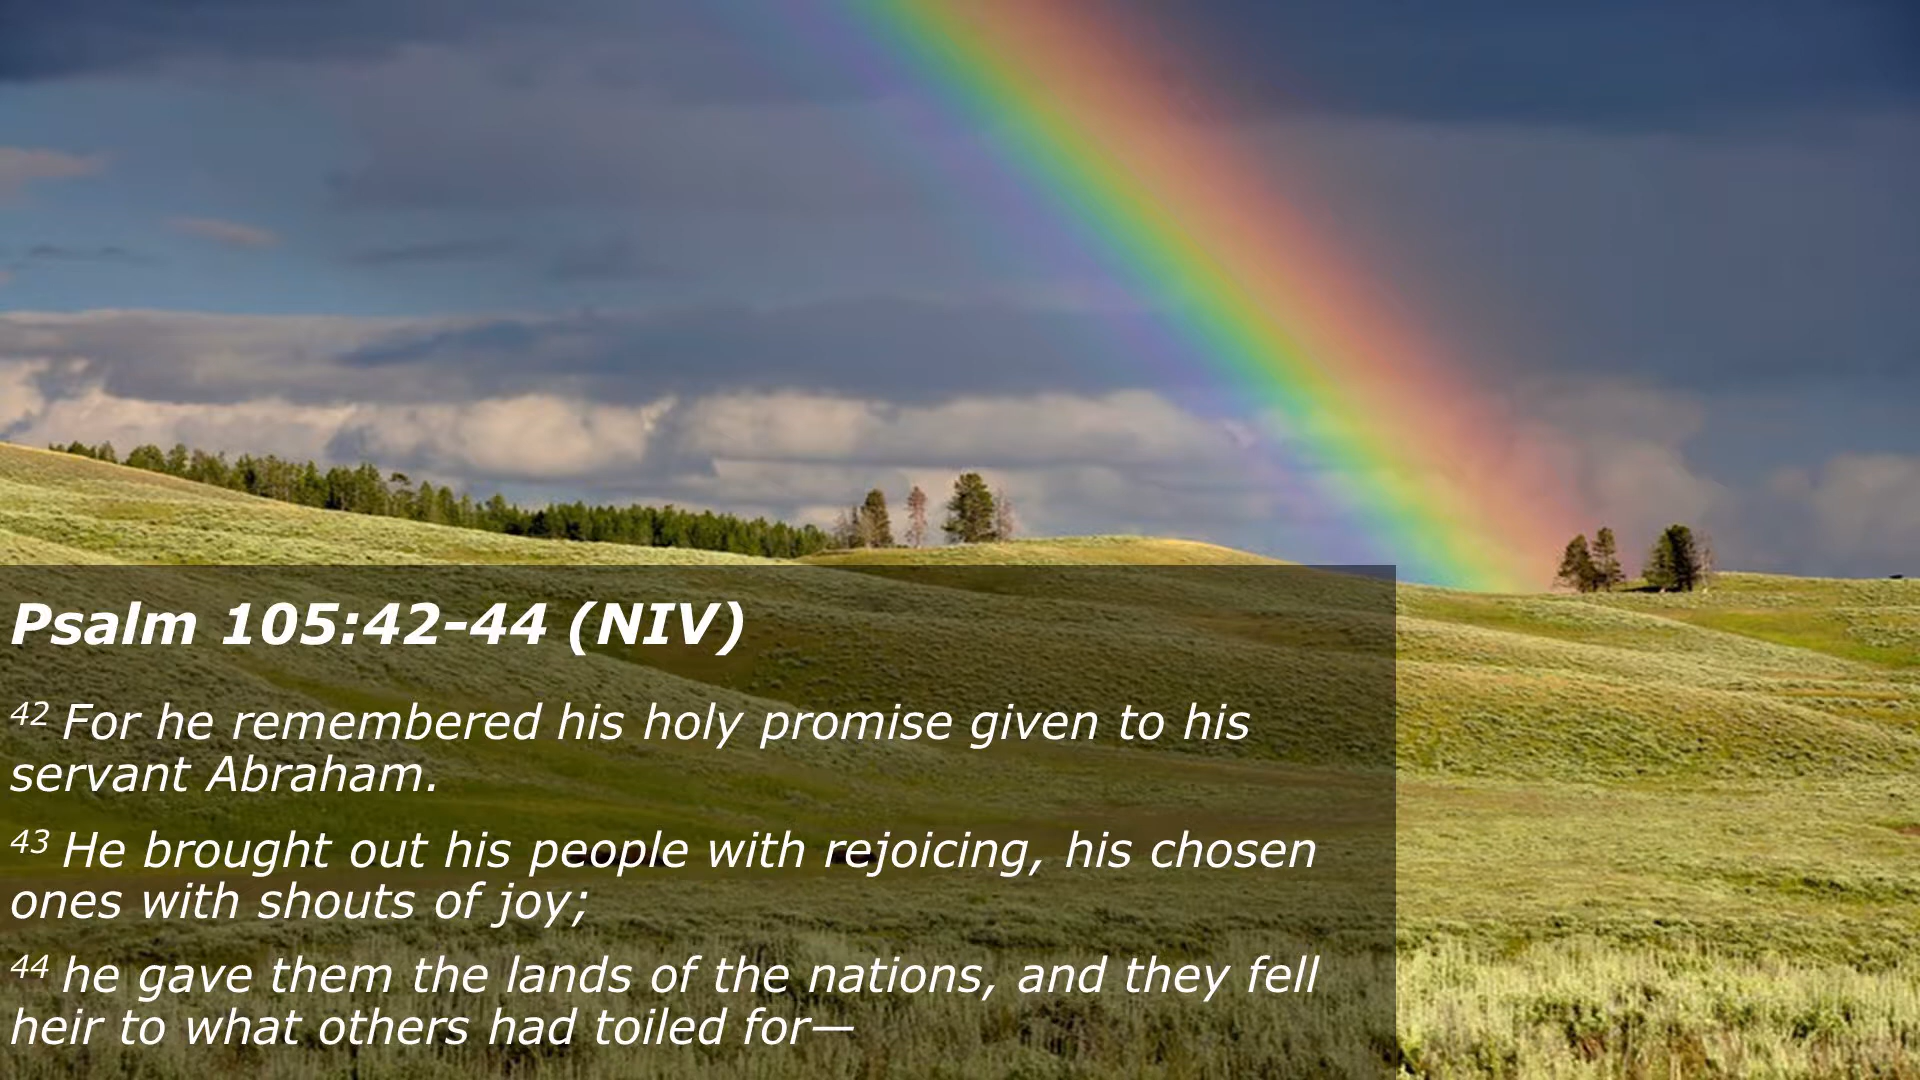 Psalm 105:42-44 (NIV)
42 For he remembered his holy promise given to his
servant Abraham.
43 He brought out his people with rejoicing, his chosen
ones with shouts of joy;
44 he gave them the lands of the nations, and they fell
heir to what others had toiled for—